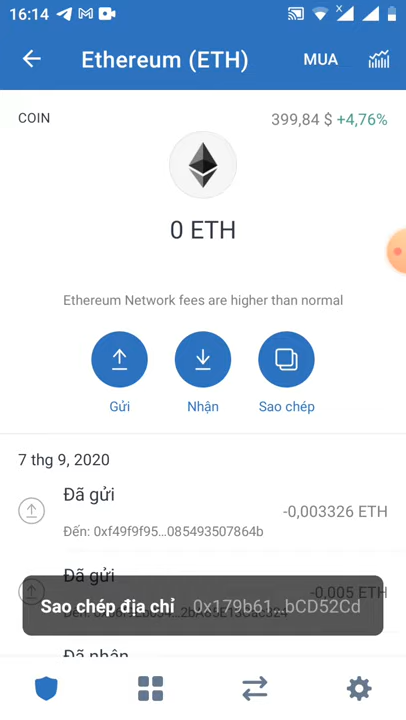 16:14
Ethereum (ETH)
MUA
COIN
399,84 $ +4,76%
0 ETH
Ethereum Network fees are higher than normal
Gửi
Nhận
Sao chép
7 thg 9, 2020
Đã gửi
-0,003326 ETH
Đến: 0xf49f9f95...085493507864b
Đã gửi
-0,005 ETH
Sao chép địa chỉ 0x179b61...bCD52Cd
Đã nhận